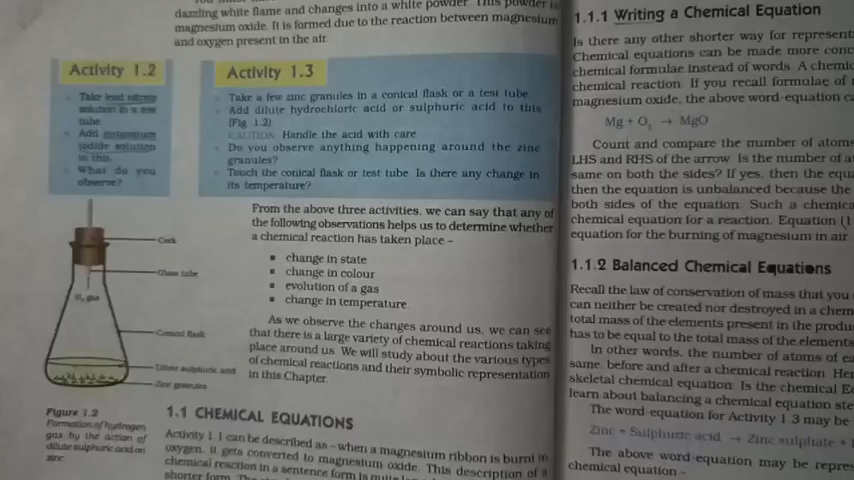 dazzling white flame and changes into a white powder. This powder is
magnesium oxide. It is formed due to the reaction between magnesium
and oxygen present in the air.
Activity 1.2
Take lead nitrate
solution in a test
tube.
Add potassium
iodide solution
to this.
What do you
observe?
Activity 1.3
Take a few zinc granules in a conical flask or a test tube.
Add dilute hydrochloric acid or sulphuric acid to this
(Fig. 1.2).
CAUTION: Handle the acid with care.
Do you observe anything happening around the zinc
granules?
Touch the conical flask or test tube. Is there any change in
its temperature?
Cork
Glass tube
H2 gas
Conical flask
Dilute sulphuric acid
Zinc granules
Figure 1.2
Formation of hydrogen
gas by the action of
dilute sulphuric acid on
zinc
From the above three activities, we can say that any of
the following observations helps us to determine whether
a chemical reaction has taken place –
change in state
change in colour
evolution of a gas
change in temperature.
As we observe the changes around us, we can see
that there is a large variety of chemical reactions taking
place around us. We will study about the various types
of chemical reactions and their symbolic representation
in this Chapter.
1.1 CHEMICAL EQUATIONS
Activity 1.1 can be described as – when a magnesium ribbon is burnt in
oxygen, it gets converted to magnesium oxide. This description of a
chemical reaction in a sentence form is quite
shorter form.
1.1.1 Writing a Chemical Equation
Is there any other shorter way for
Chemical equations can be made more
chemical formulae instead of words. A
chemical reaction. If you recall formulae of
magnesium oxide, the above word-equation
Mg + O2 → MgO
Count and compare the number of atoms
LHS and RHS of the arrow. Is the number of
same on both the sides? If yes, then the
then the equation is unbalanced because the
both sides of the equation. Such a
chemical equation for a reaction. Equation (1
equation for the burning of magnesium in air.
1.1.2 Balanced Chemical Equations
Recall the law of conservation of mass that you
can neither be created nor destroyed in a
total mass of the elements present in the
has to be equal to the total mass of the elements
In other words, the number of atoms of
same, before and after a chemical reaction.
skeletal chemical equation. Is the chemical
learn about balancing a chemical equation
The word-equation for Activity 1.3 may be
Zinc + Sulphuric acid → Zinc sulphate +
The above word-equation may be
chemical equation –